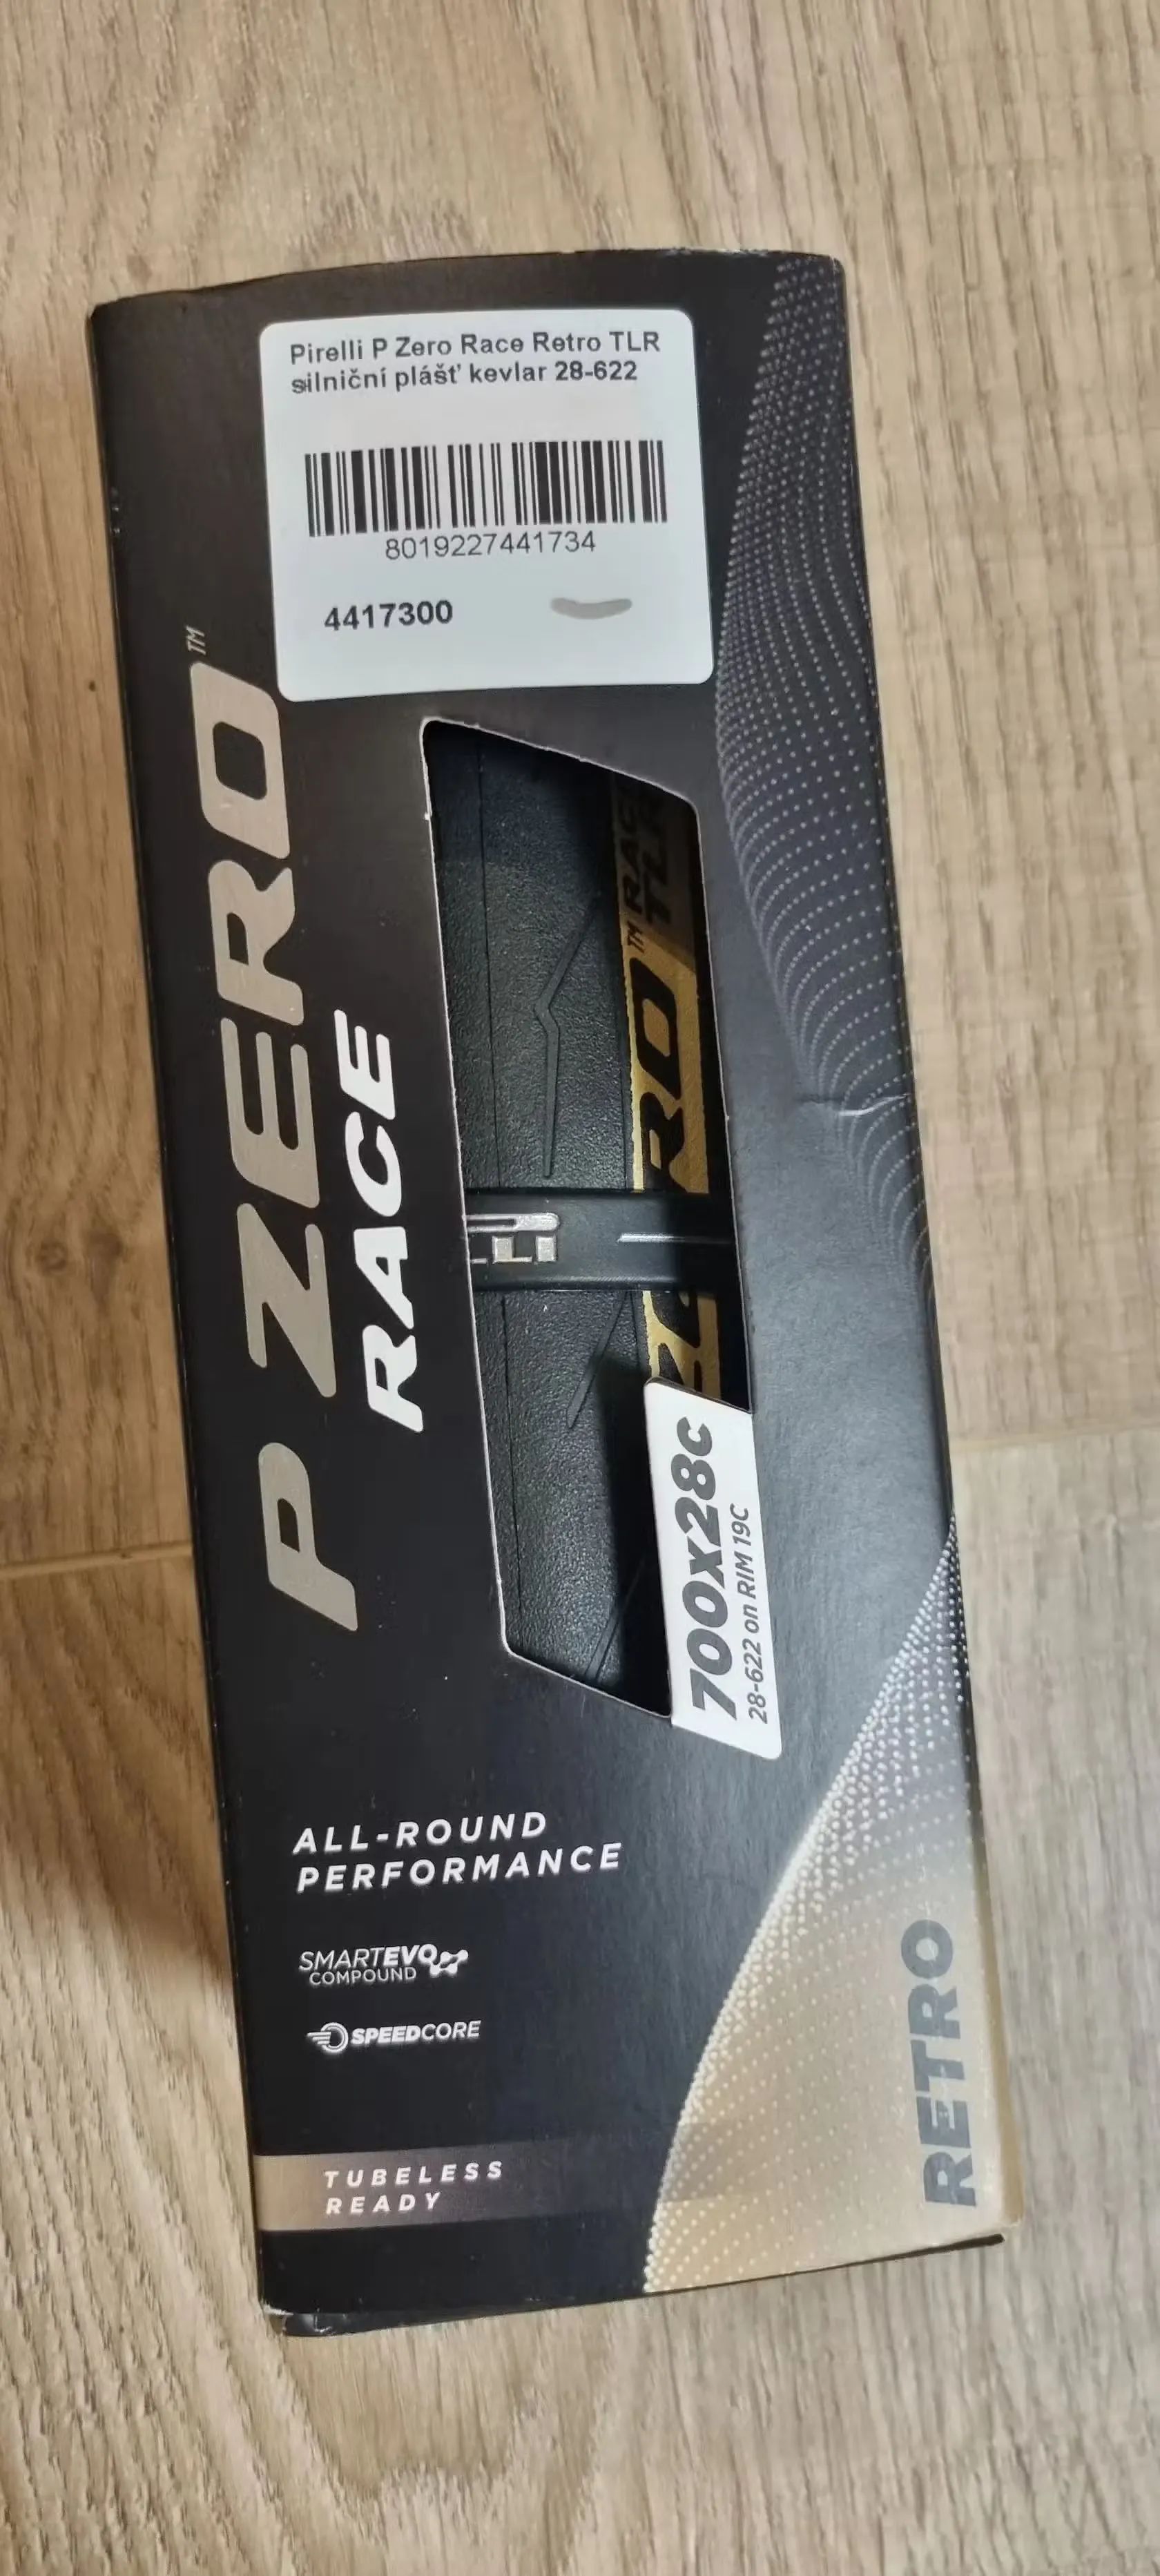 Pirelli P Zero Race Retro TLR
silniční plášť kevlar 28-622
8019227441734
4417300
P ZERO™
RACE
RACE
TLR
RO™
700x28c
28-622 on RIM 19C
ALL-ROUND
PERFORMANCE
SMARTEVO
COMPOUND
SPEEDCORE
TUBELESS
READY
RETRO